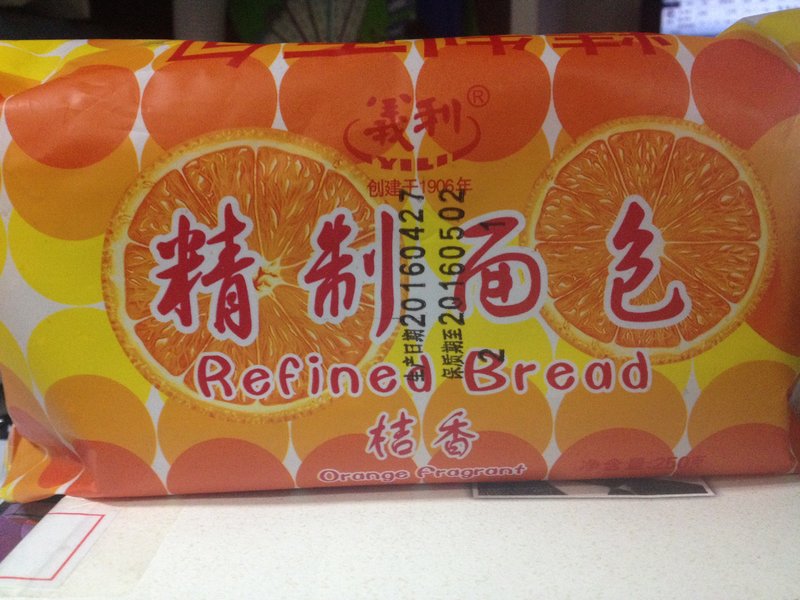 義利®
YILI
创建于1906年
生产日期20160427 1
保质期至20160502 2
精制面包
Refined Bread
桔香
Orange Fragrant